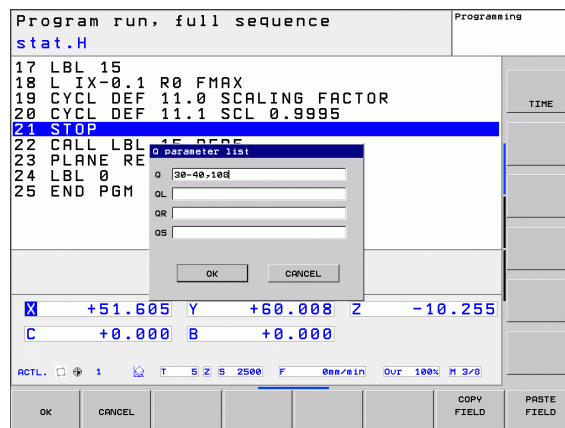 Program run, full sequence
Programming
stat.H
17 LBL 15
18 L IX-0.1 R0 FMAX
19 CYCL DEF 11.0 SCALING FACTOR
20 CYCL DEF 11.1 SCL 0.9995
TIME
21 STOP
22 CALL LBL 15 REP5
Q parameter list
23 PLANE RE
24 LBL 0
25 END PGM
Q 30-40,108
QL
QR
QS
OK CANCEL
X +51.605 Y +60.008 Z -10.255
C +0.000 B +0.000
ACTL. 1 T 5 Z S 2500 F 0mm/min Ovr 100% M 3/8
OK CANCEL COPY FIELD PASTE FIELD